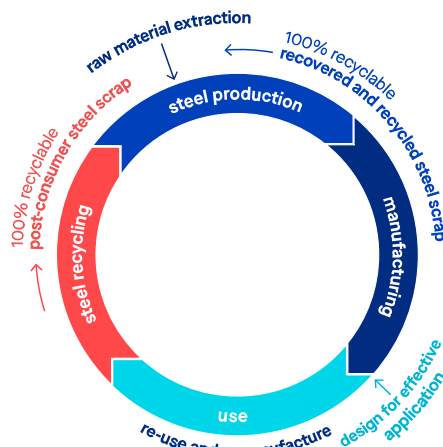 raw material extraction
100% recyclable
recovered and recycled steel scrap
steel production
manufacturing
design for effective
application
use
re-use and
steel recycling
100% recyclable
post-consumer steel scrap